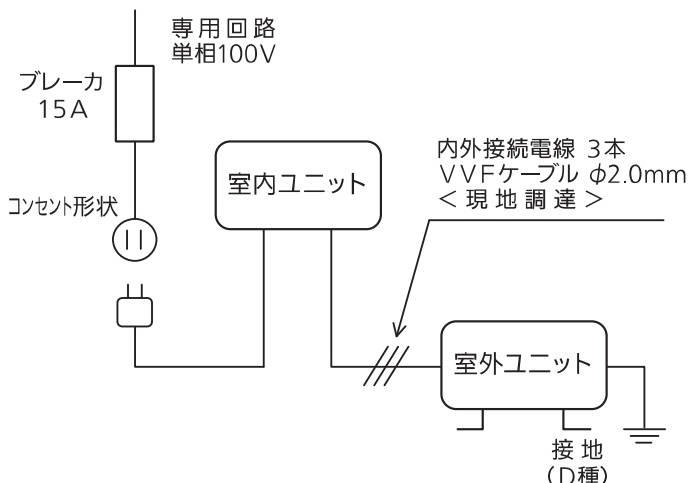 専用回路
単相100V
ブレーカ
15A
コンセント形状
室内ユニット
内外接続電線 3本
VVFケーブル φ2.0mm
<現地調達>
室外ユニット
接地
(D種)